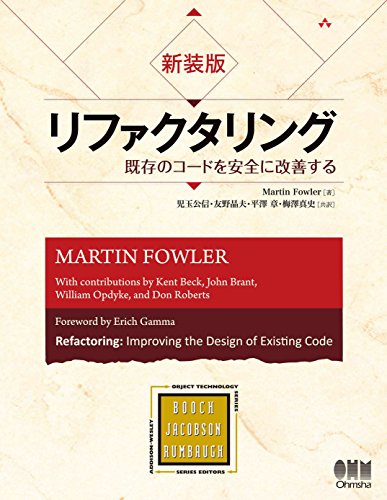 新装版
リファクタリング
既存のコードを安全に改善する
Martin Fowler [著]
児玉公信・友野晶夫・平澤 章・梅澤真史[共訳]
MARTIN FOWLER
With contributions by Kent Beck, John Brant,
William Opdyke, and Don Roberts
Foreword by Erich Gamma
Refactoring: Improving the Design of Existing Code
OBJECT TECHNOLOGY
SERIES
ADDISON-WESLEY
BOOCH
JACOBSON
RUMBAUGH
SERIES EDITORS
OHM
Ohmsha